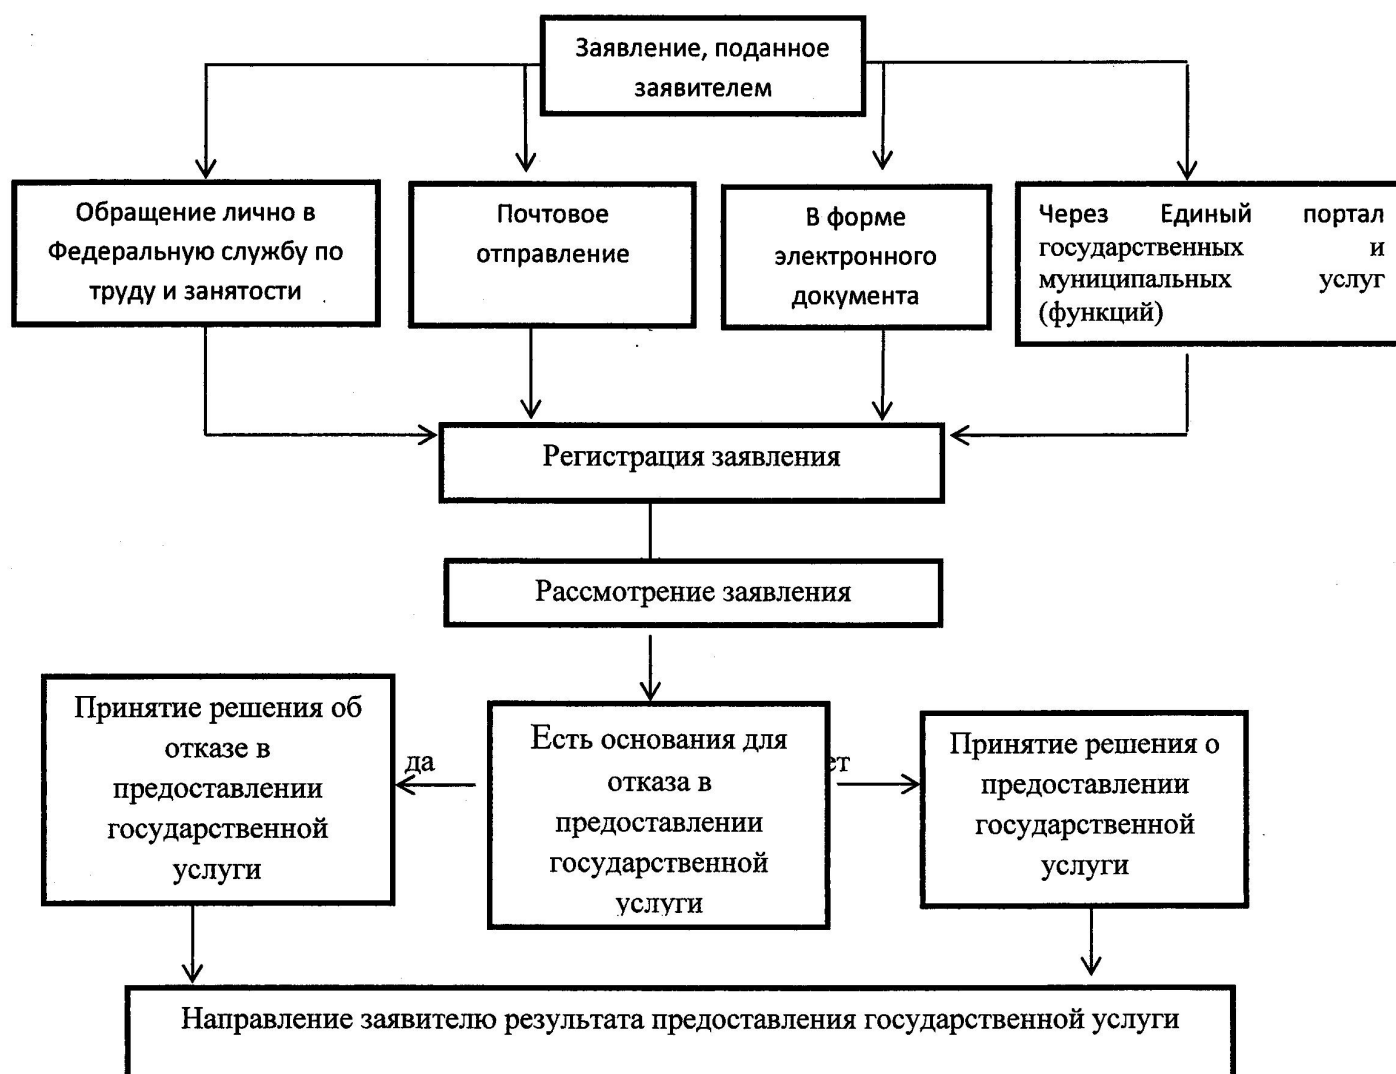 Заявление, поданное
заявителем
Обращение лично в
Федеральную службу по
труду и занятости
Почтовое
отправление
В форме
электронного
документа
Через Единый портал
государственных и
муниципальных услуг
(функций)
Регистрация заявления
Рассмотрение заявления
Принятие решения об
отказе в
предоставлении
государственной
услуги
да
Есть основания для
отказа в
предоставлении
государственной
услуги
ет
Принятие решения о
предоставлении
государственной
услуги
Направление заявителю результата предоставления государственной услуги